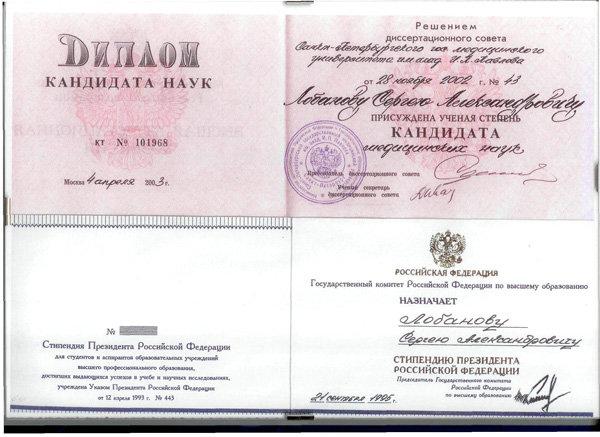 ДИПЛОМ
КАНДИДАТА НАУК
КТ № 101968
Москва 4 апреля 2003 г.
Решением
диссертационного совета
Санкт-Петербургского гос. медицинского
университета им. акад. И.П. Павлова
от 28 ноября 2002 г. № 43
Лобанову Сергею Александровичу
ПРИСУЖДЕНА УЧЕНАЯ СТЕПЕНЬ
КАНДИДАТА
медицинских наук
Председатель диссертационного совета
Ученый секретарь
диссертационного совета
№
Стипендия Президента Российской Федерации
для студентов и аспирантов образовательных учреждений
высшего профессионального образования,
достигших выдающихся успехов в учебе и научных исследованиях,
учреждена Указом Президента Российской Федерации
от 12 апреля 1993 г. № 443
РОССИЙСКАЯ ФЕДЕРАЦИЯ
Государственный комитет Российской Федерации по высшему образованию
НАЗНАЧАЕТ
Лобанову
Сергею Александровичу
СТИПЕНДИЮ ПРЕЗИДЕНТА
РОССИЙСКОЙ ФЕДЕРАЦИИ
Председатель Государственного комитета
Российской Федерации
по высшему образованию
21 сентября 1995.